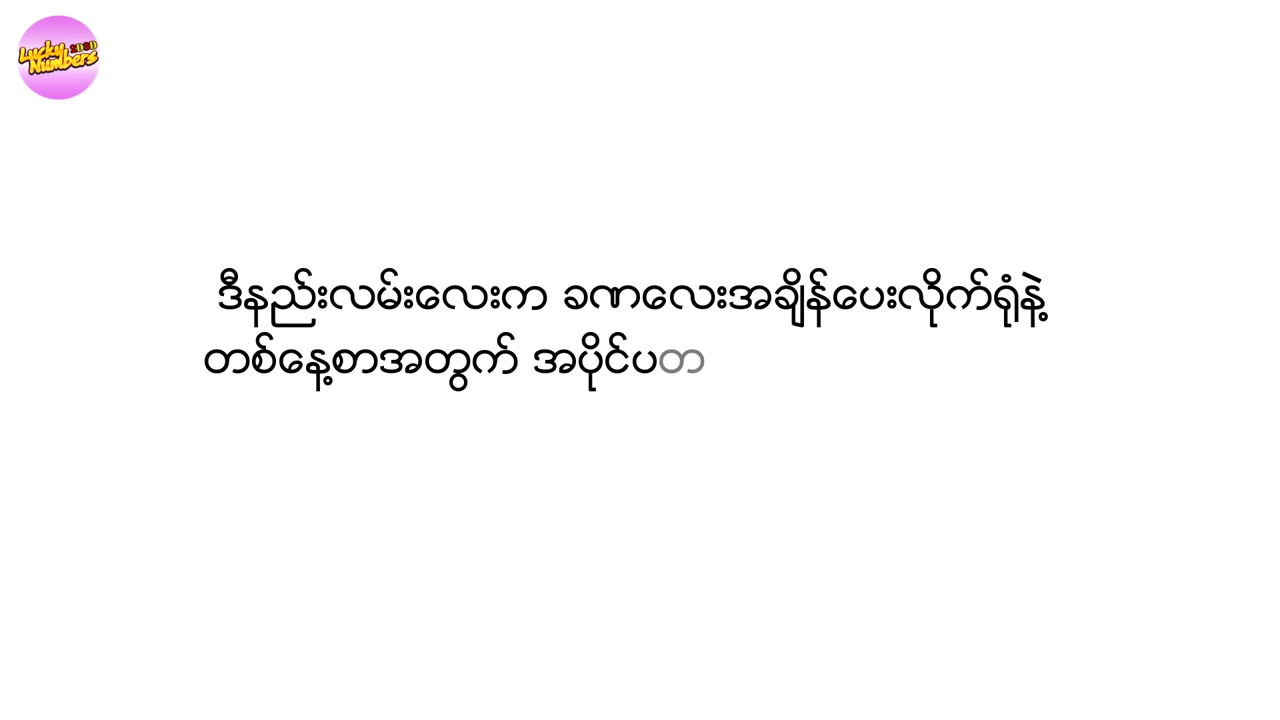 Lucky 2D3D
Numbers
ဒီနည်းလမ်းလေးက ခဏလေးအချိန်ပေးလိုက်ရုံနဲ့
တစ်နေ့စာအတွက် အပိုင်ပတ